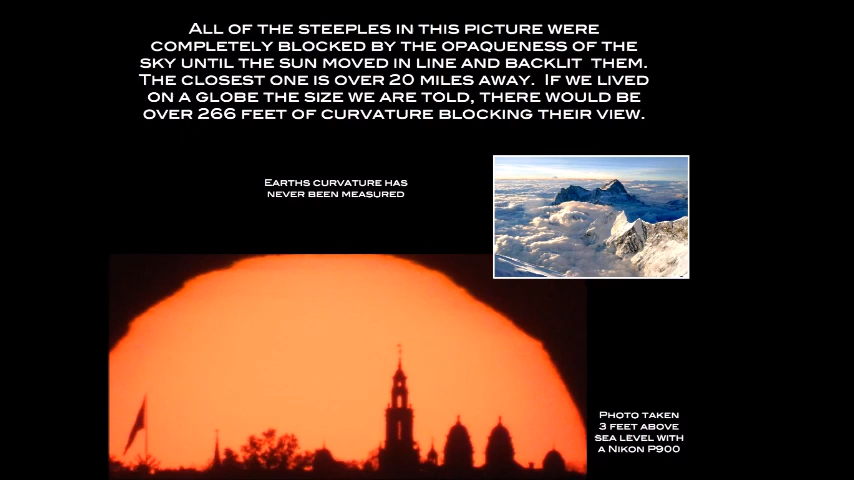 All of the steeples in this picture were
completely blocked by the opaqueness of the
sky until the sun moved in line and backlit them.
The closest one is over 20 miles away. If we lived
on a globe the size we are told, there would be
over 266 feet of curvature blocking their view.
Earths curvature has
never been measured
Photo taken
3 feet above
sea level with
a Nikon P900